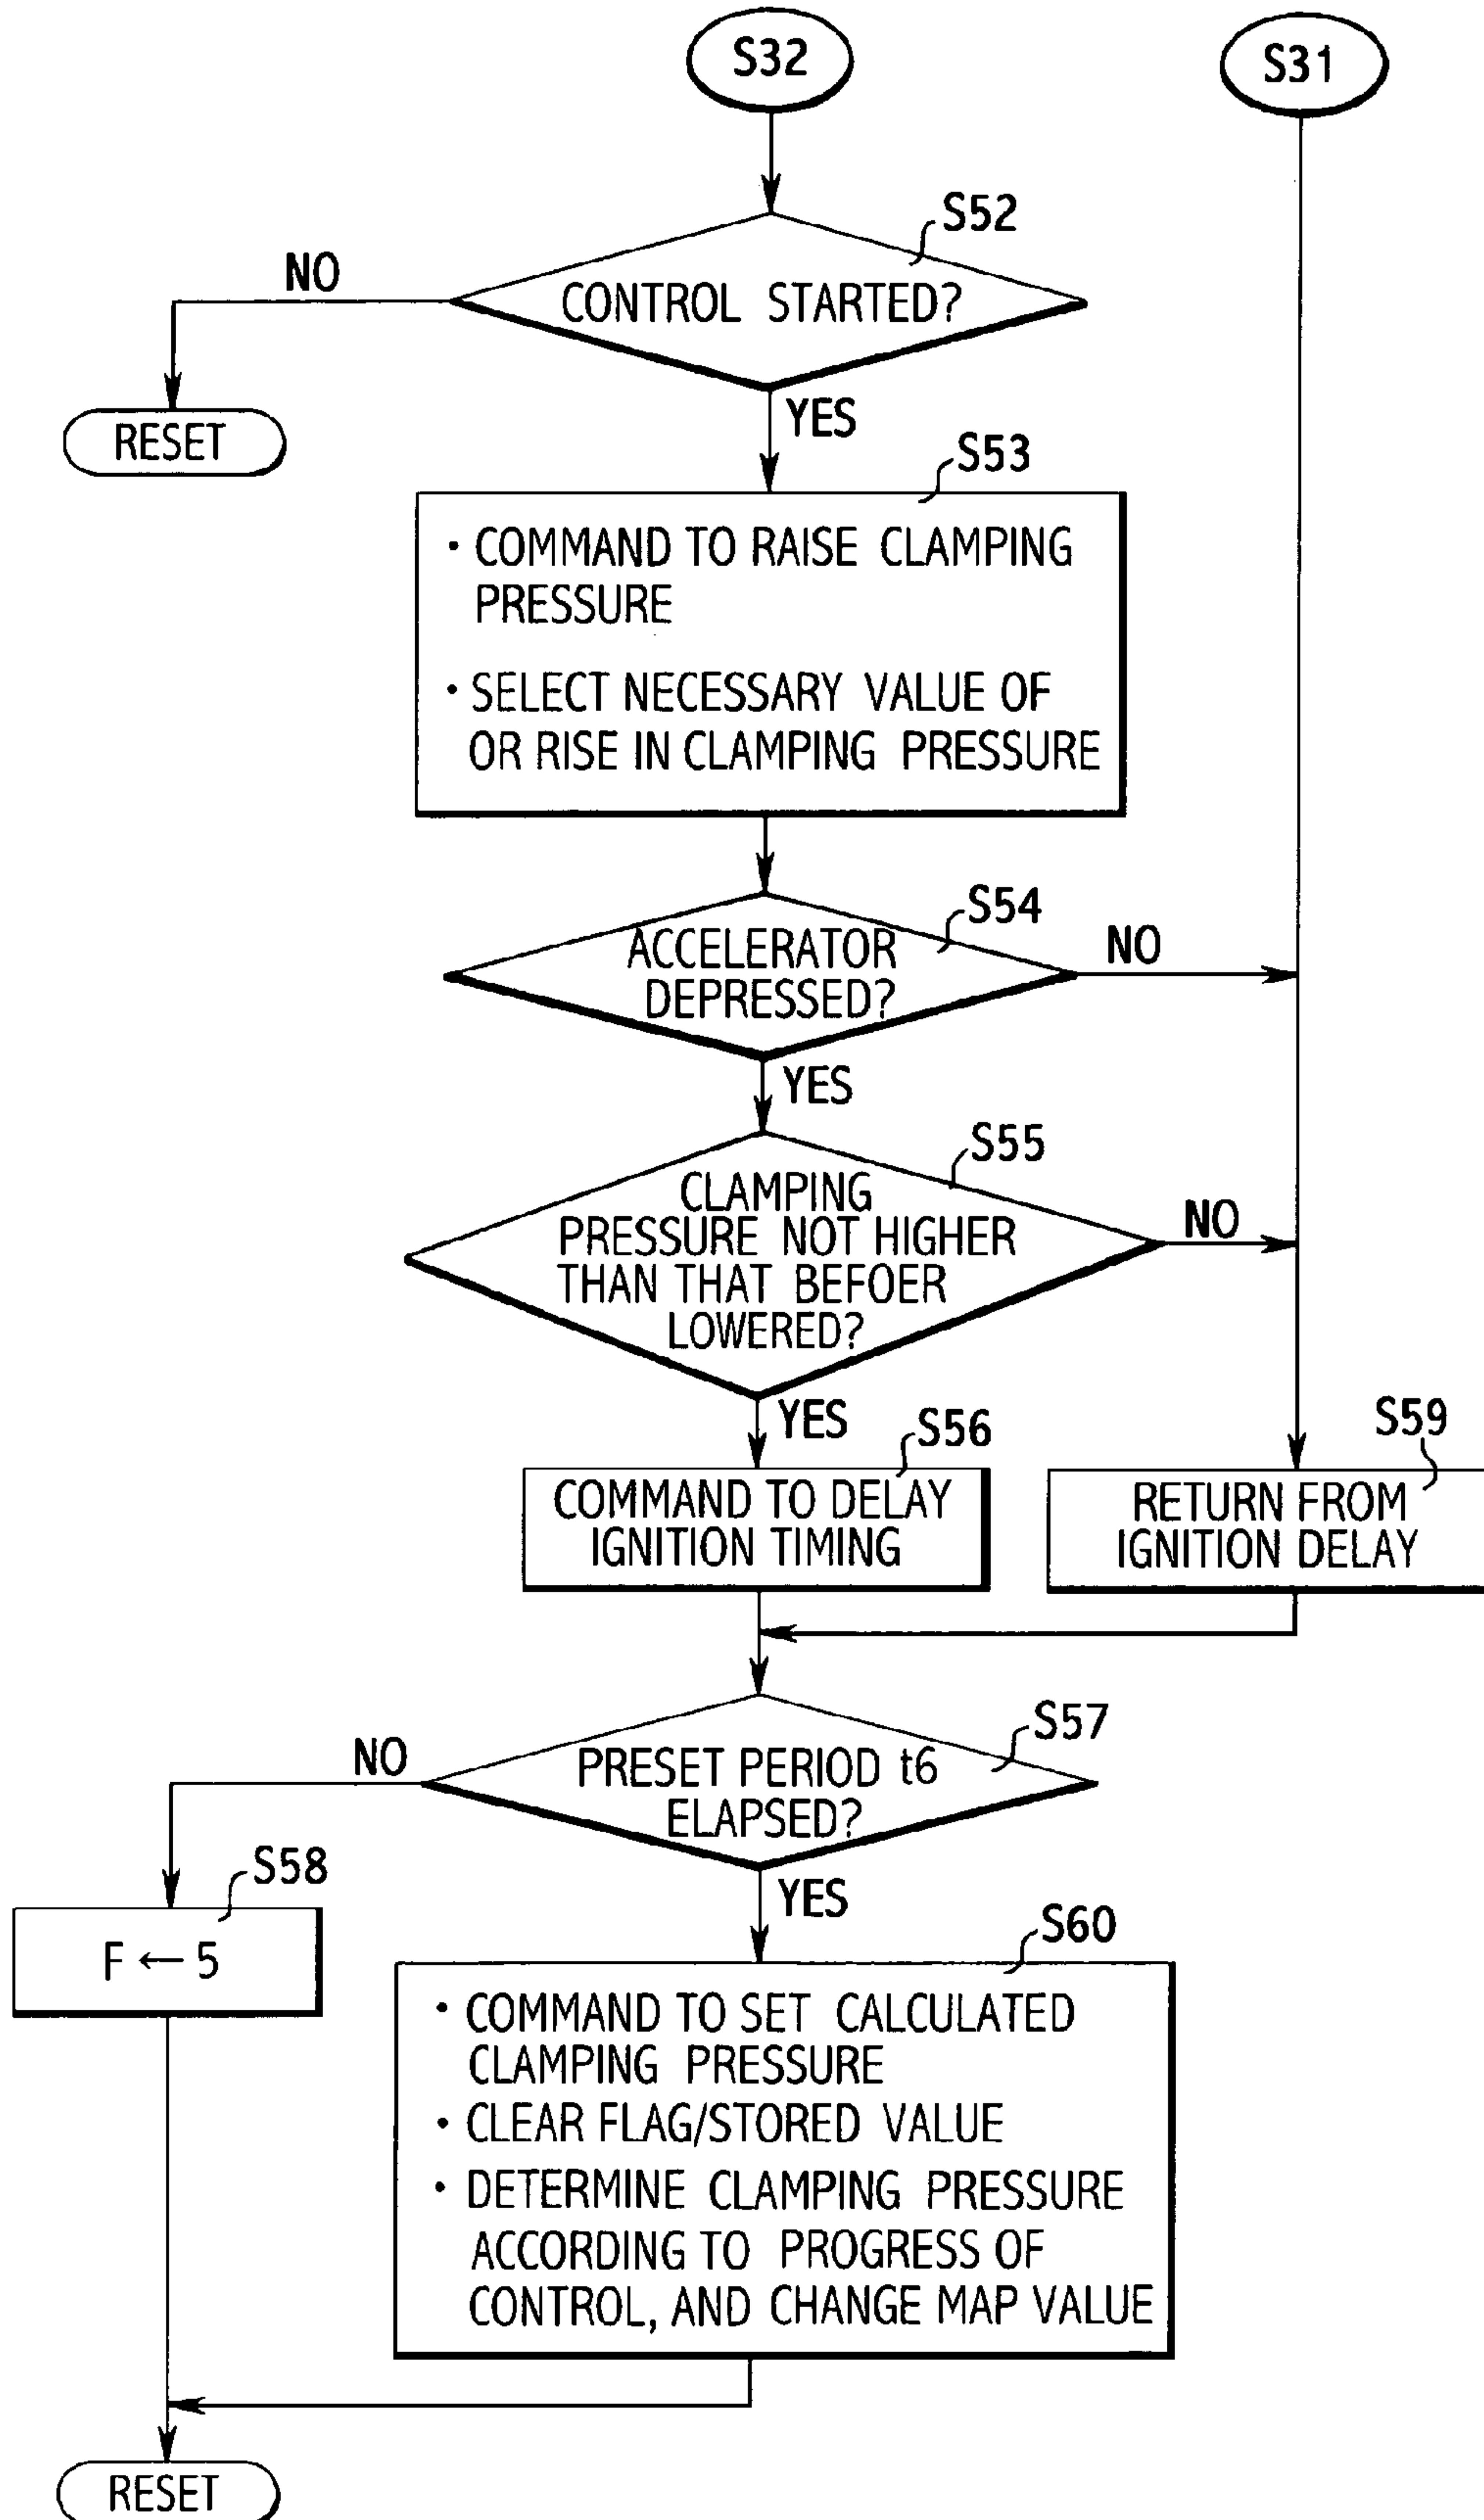 S32
S31
S52
NO
CONTROL STARTED?
YES
RESET
S53
· COMMAND TO RAISE CLAMPING
PRESSURE
· SELECT NECESSARY VALUE OF
OR RISE IN CLAMPING PRESSURE
S54
ACCELERATOR
DEPRESSED?
NO
YES
S55
CLAMPING
PRESSURE NOT HIGHER
THAN THAT BEFOER
LOWERED?
NO
YES
S56
COMMAND TO DELAY
IGNITION TIMING
S59
RETURN FROM
IGNITION DELAY
S57
NO
PRESET PERIOD t6
ELAPSED?
YES
S58
F ← 5
S60
· COMMAND TO SET CALCULATED
CLAMPING PRESSURE
· CLEAR FLAG/STORED VALUE
· DETERMINE CLAMPING PRESSURE
ACCORDING TO PROGRESS OF
CONTROL, AND CHANGE MAP VALUE
RESET